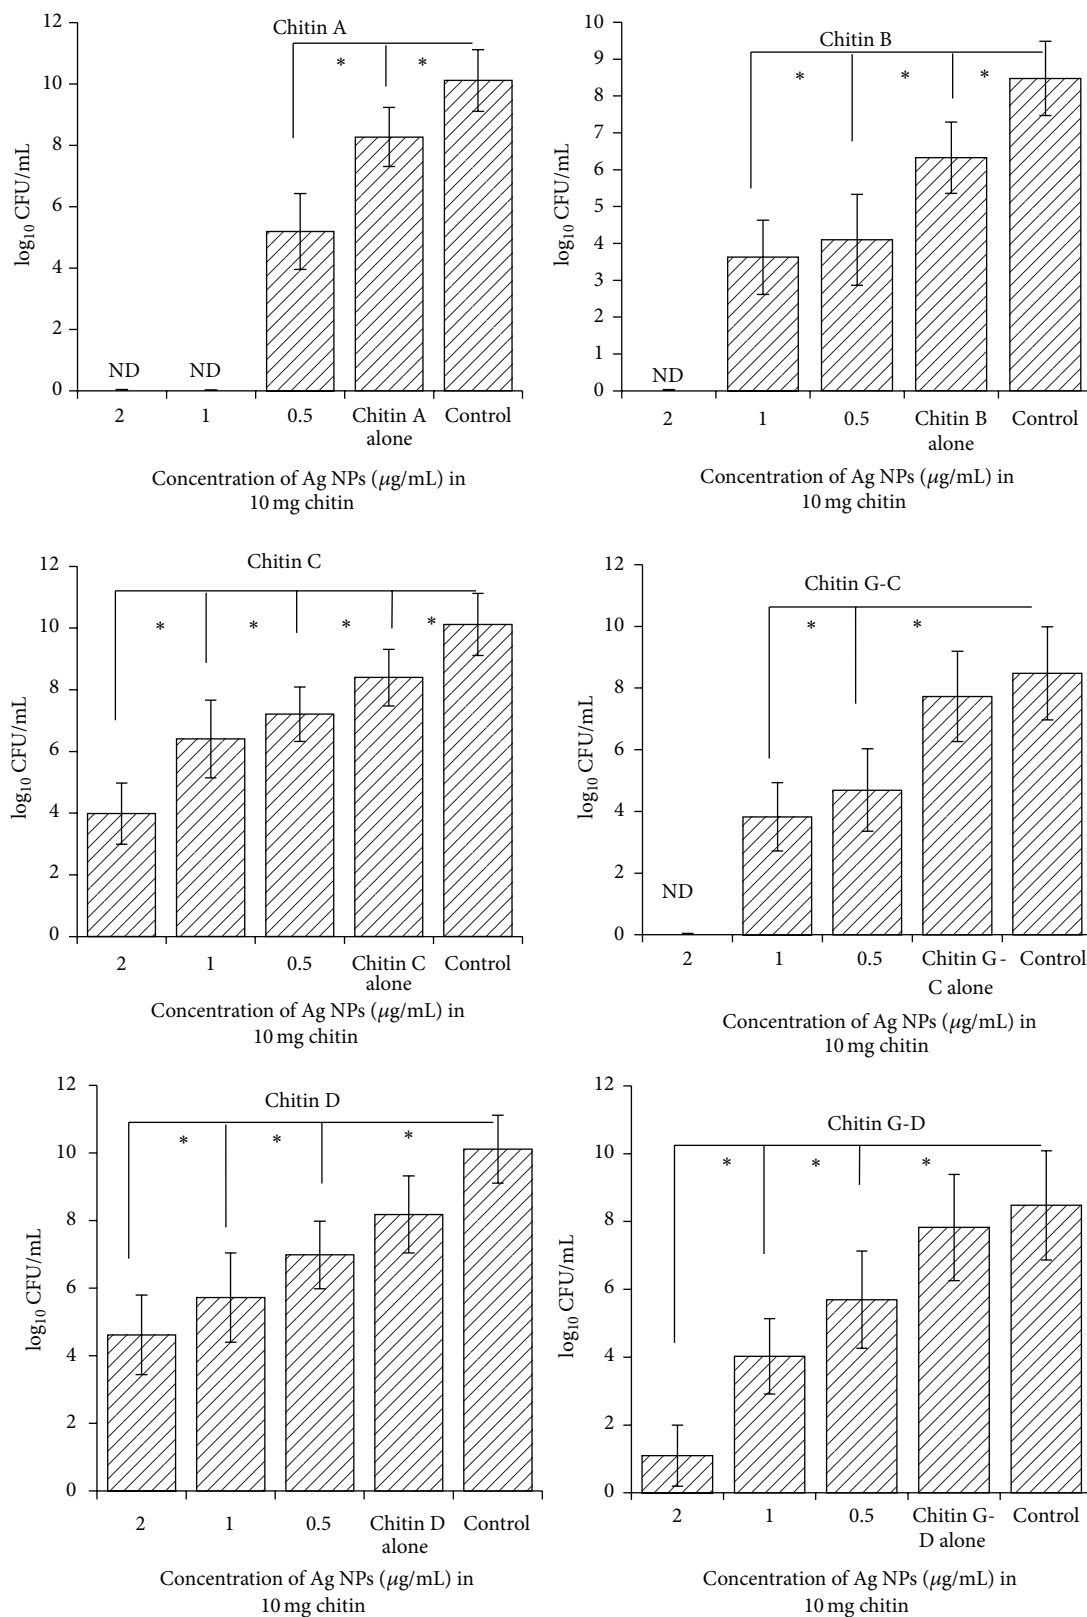 Chitin A
12
10
8
6
4
2
0
log10 CFU/mL
*
*
ND
ND
2
1
0.5
Chitin A
alone
Control
Concentration of Ag NPs (μg/mL) in
10 mg chitin
Chitin B
10
9
8
7
6
5
4
3
2
1
0
log10 CFU/mL
*
*
*
ND
2
1
0.5
Chitin B
alone
Control
Concentration of Ag NPs (μg/mL) in
10 mg chitin
Chitin C
12
10
8
6
4
2
0
log10 CFU/mL
*
*
*
*
2
1
0.5
Chitin C
alone
Control
Concentration of Ag NPs (μg/mL) in
10 mg chitin
Chitin G-C
12
10
8
6
4
2
0
log10 CFU/mL
*
*
ND
2
1
0.5
Chitin G-
C alone
Control
Concentration of Ag NPs (μg/mL) in
10 mg chitin
Chitin D
12
10
8
6
4
2
0
log10 CFU/mL
*
*
*
2
1
0.5
Chitin D
alone
Control
Concentration of Ag NPs (μg/mL) in
10 mg chitin
Chitin G-D
12
10
8
6
4
2
0
log10 CFU/mL
*
*
*
2
1
0.5
Chitin G-
D alone
Control
Concentration of Ag NPs (μg/mL) in
10 mg chitin